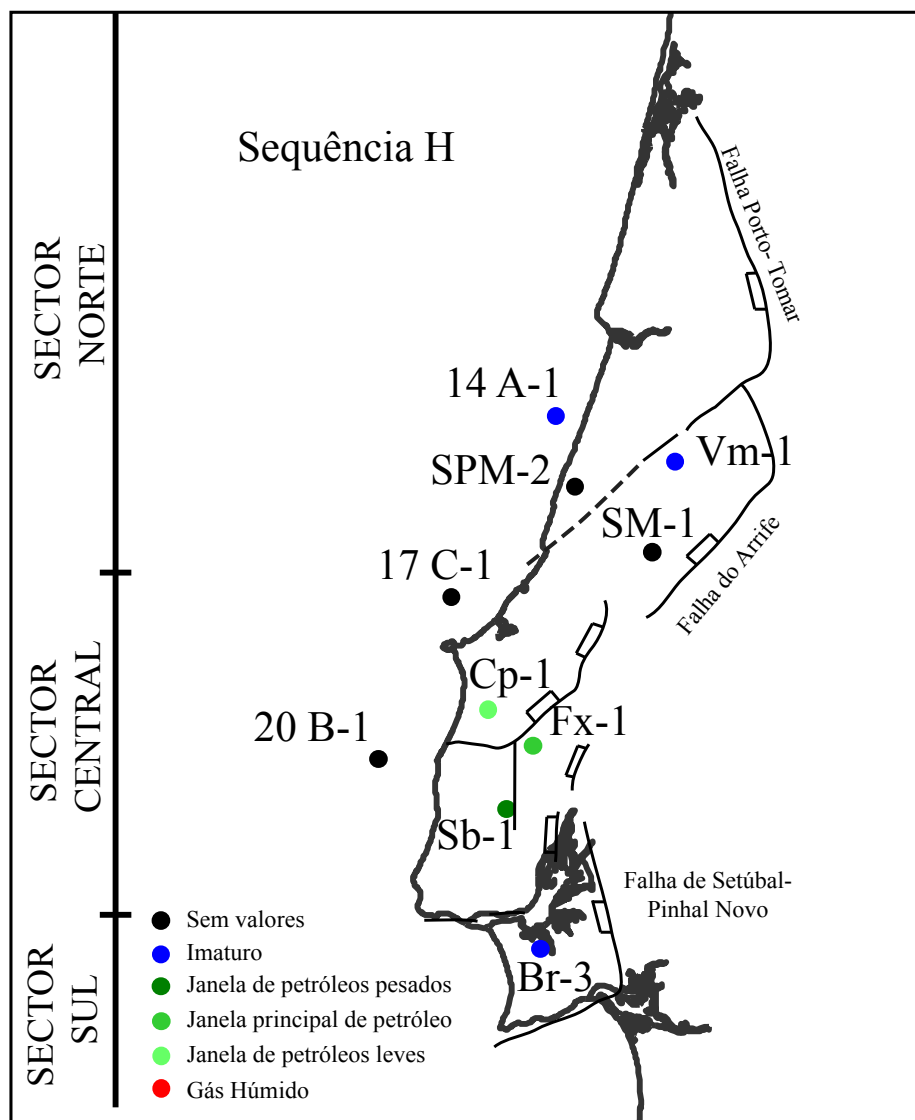 Sequência H
SECTOR
NORTE
SECTOR
CENTRAL
SECTOR
SUL
Falha Porto- Tomar
14 A-1
Vm-1
SPM-2
SM-1
Falha do Arrife
17 C-1
Cp-1
20 B-1
Fx-1
Sb-1
Falha de Setúbal-
Pinhal Novo
Br-3
Sem valores
Imaturo
Janela de petróleos pesados
Janela principal de petróleo
Janela de petróleos leves
Gás Húmido